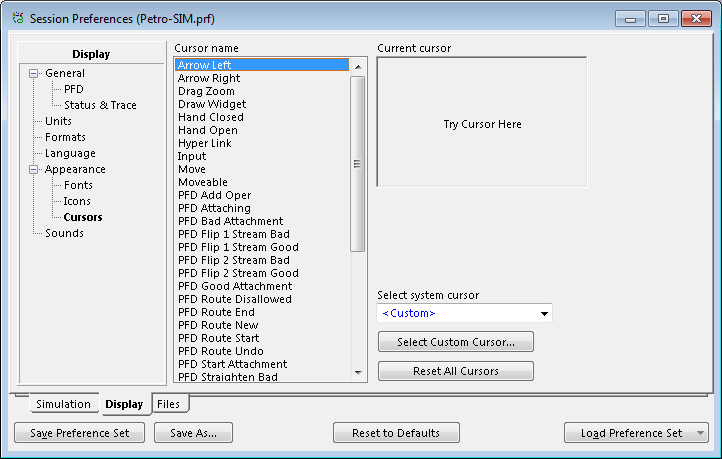 Session Preferences (Petro-SIM.prf)
Display
General
PFD
Status & Trace
Units
Formats
Language
Appearance
Fonts
Icons
Cursors
Sounds
Cursor name
Arrow Left
Arrow Right
Drag Zoom
Draw Widget
Hand Closed
Hand Open
Hyper Link
Input
Move
Moveable
PFD Add Oper
PFD Attaching
PFD Bad Attachment
PFD Flip 1 Stream Bad
PFD Flip 1 Stream Good
PFD Flip 2 Stream Bad
PFD Flip 2 Stream Good
PFD Good Attachment
PFD Route Disallowed
PFD Route End
PFD Route New
PFD Route Start
PFD Route Undo
PFD Start Attachment
PFD Straighten Bad
Current cursor
Try Cursor Here
Select system cursor
<Custom>
Select Custom Cursor...
Reset All Cursors
Simulation
Display
Files
Save Preference Set
Save As...
Reset to Defaults
Load Preference Set